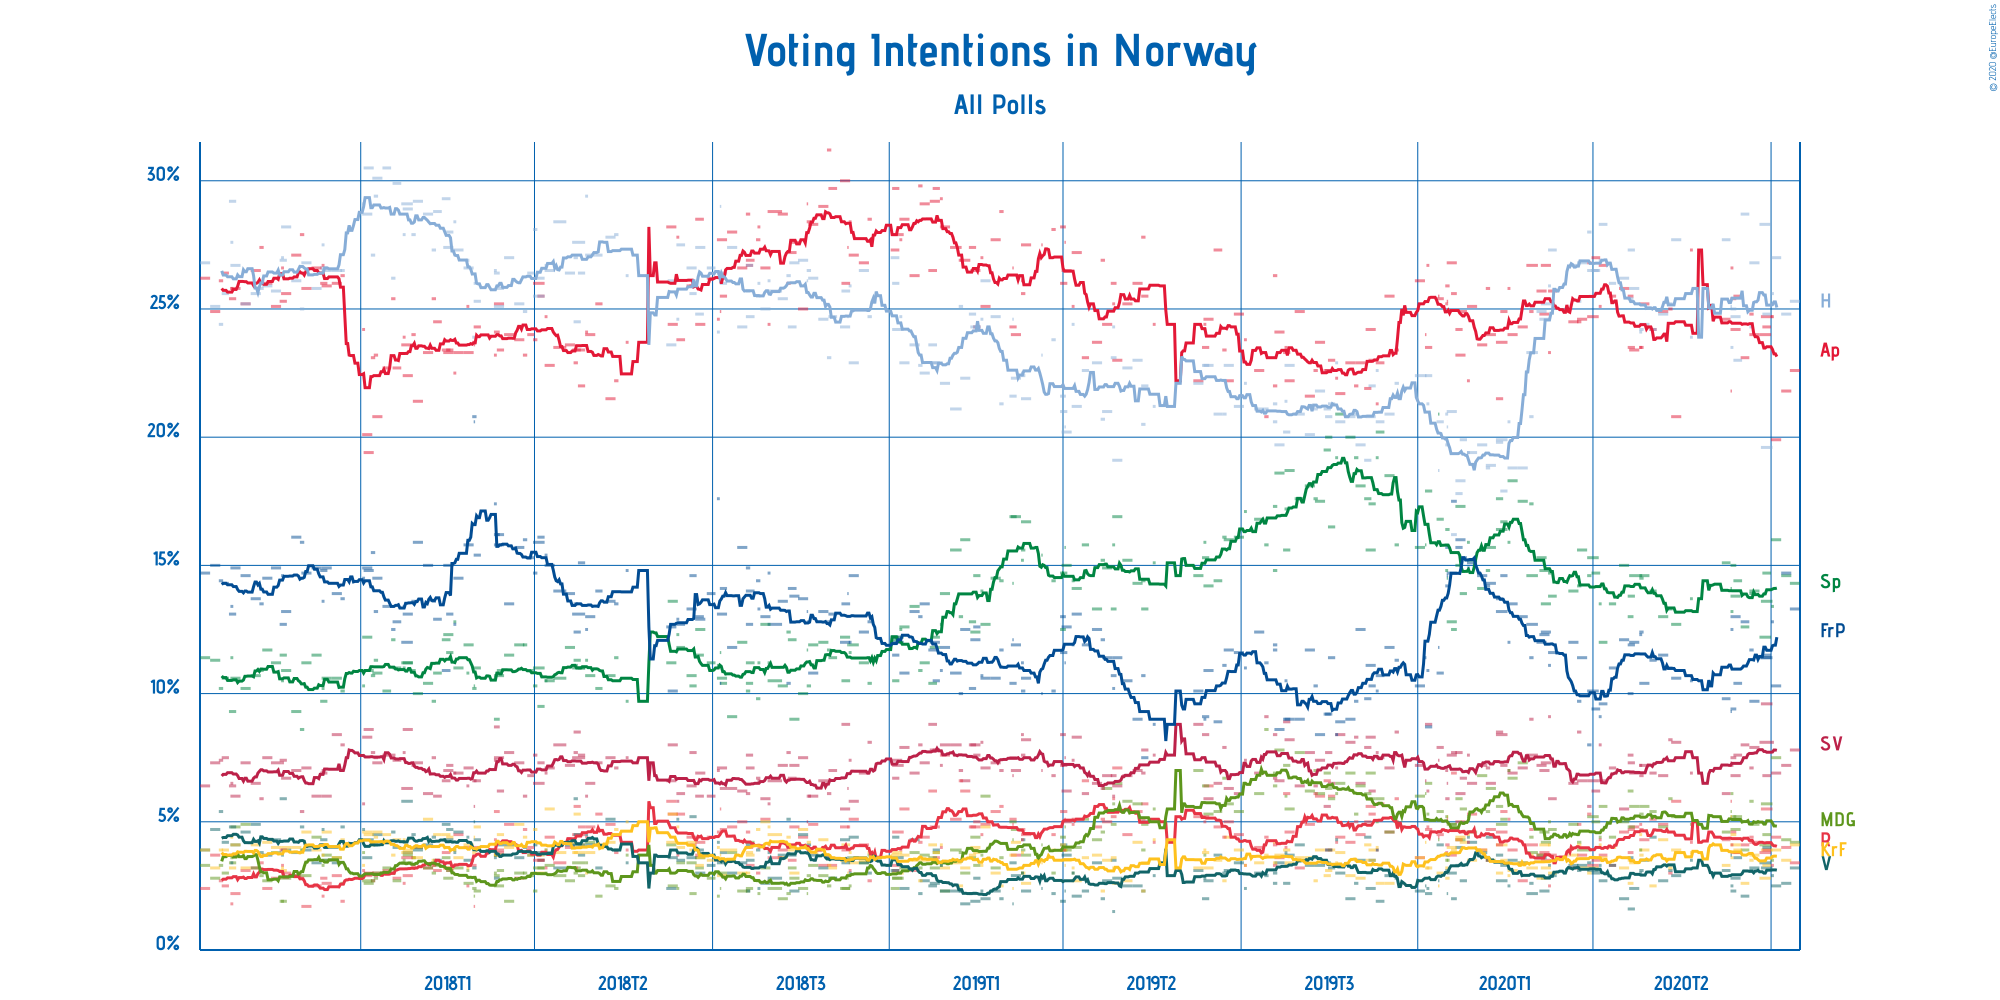 Voting Intentions in Norway
All Polls
© 2020 @EuropeElects
30%
25%
20%
15%
10%
5%
0%
H
Ap
Sp
FrP
SV
MDG
R
KrF
V
2018T1
2018T2
2018T3
2019T1
2019T2
2019T3
2020T1
2020T2